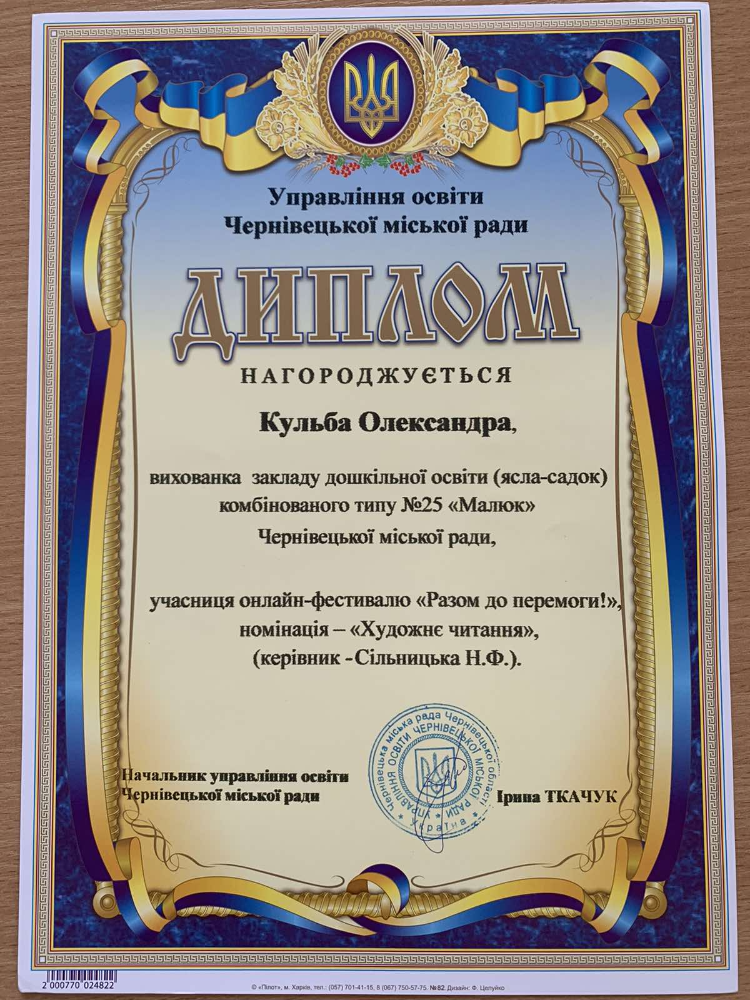 Управління освіти
Чернівецької міської ради
ДИПЛОМ
НАГОРОДЖУЄТЬСЯ
Кульба Олександра,
вихованка закладу дошкільної освіти (ясла-садок)
комбінованого типу №25 «Малюк»
Чернівецької міської ради,
учасниця онлайн-фестивалю «Разом до перемоги!»,
номінація – «Художнє читання»,
(керівник - Сільницька Н.Ф.).
Начальник управління освіти
Чернівецької міської ради
Ірина ТКАЧУК
Чернівецька міська рада Чернівецької області
* Україна *
УПРАВЛІННЯ ОСВІТИ ЧЕРНІВЕЦЬКОЇ МІСЬКОЇ РАДИ *
2 000770 024822
© «Пілот», м. Харків, тел.: (057) 701-41-15, 8 (067) 750-57-75. №82. Дизайн: Ф. Целуйко